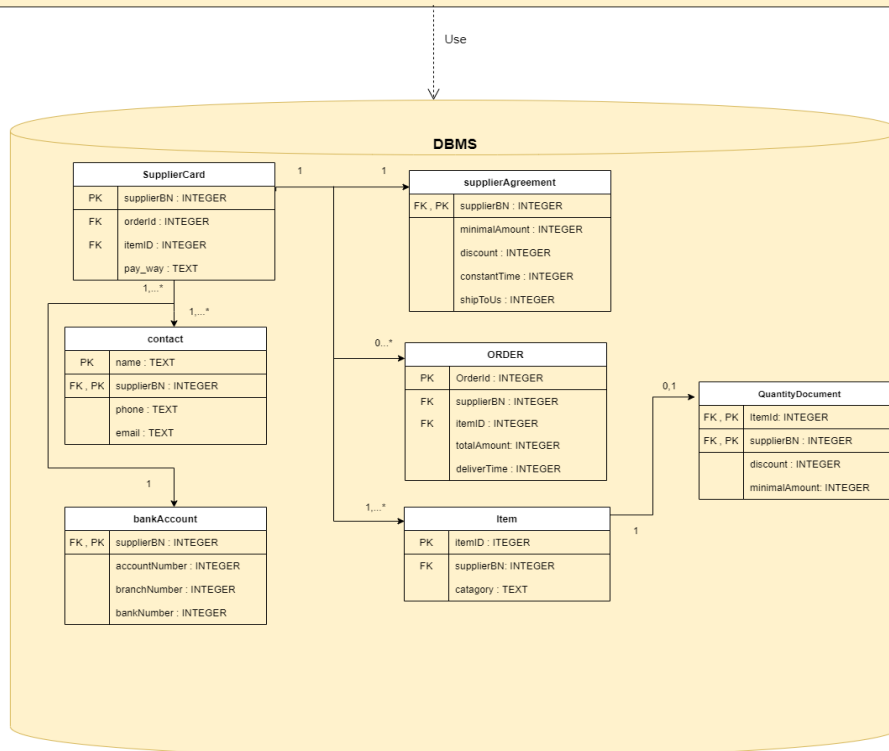 Use
DBMS
SupplierCard
PK supplierBN : INTEGER
FK orderId : INTEGER
FK itemID : INTEGER
pay_way : TEXT
1
1
supplierAgreement
FK , PK supplierBN : INTEGER
minimalAmount : INTEGER
discount : INTEGER
constantTime : INTEGER
shipToUs : INTEGER
1,...*
1,...*
contact
PK name : TEXT
FK , PK supplierBN : INTEGER
phone : TEXT
email : TEXT
0...*
ORDER
PK OrderId : INTEGER
FK supplierBN : INTEGER
FK itemID : INTEGER
totalAmount: INTEGER
deliverTime : INTEGER
0,1
QuantityDocument
FK , PK ItemId: INTEGER
FK , PK supplierBN : INTEGER
discount : INTEGER
minimalAmount: INTEGER
1
bankAccount
FK , PK supplierBN : INTEGER
accountNumber : INTEGER
branchNumber : INTEGER
bankNumber : INTEGER
1,...*
Item
PK itemID : ITEGER
FK supplierBN: INTEGER
catagory : TEXT
1